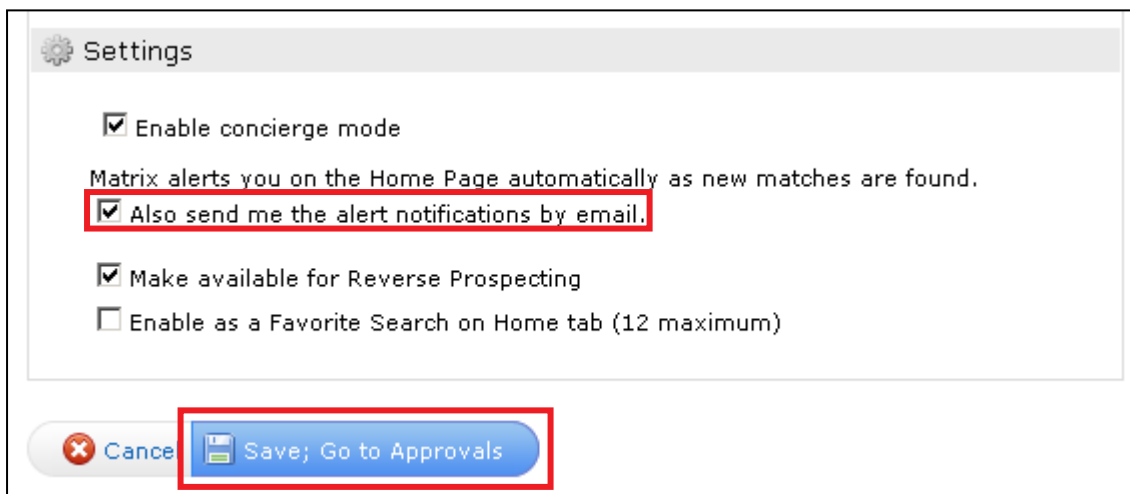 Settings
Enable concierge mode
Matrix alerts you on the Home Page automatically as new matches are found.
Also send me the alert notifications by email.
Make available for Reverse Prospecting
Enable as a Favorite Search on Home tab (12 maximum)
Cancel Save; Go to Approvals